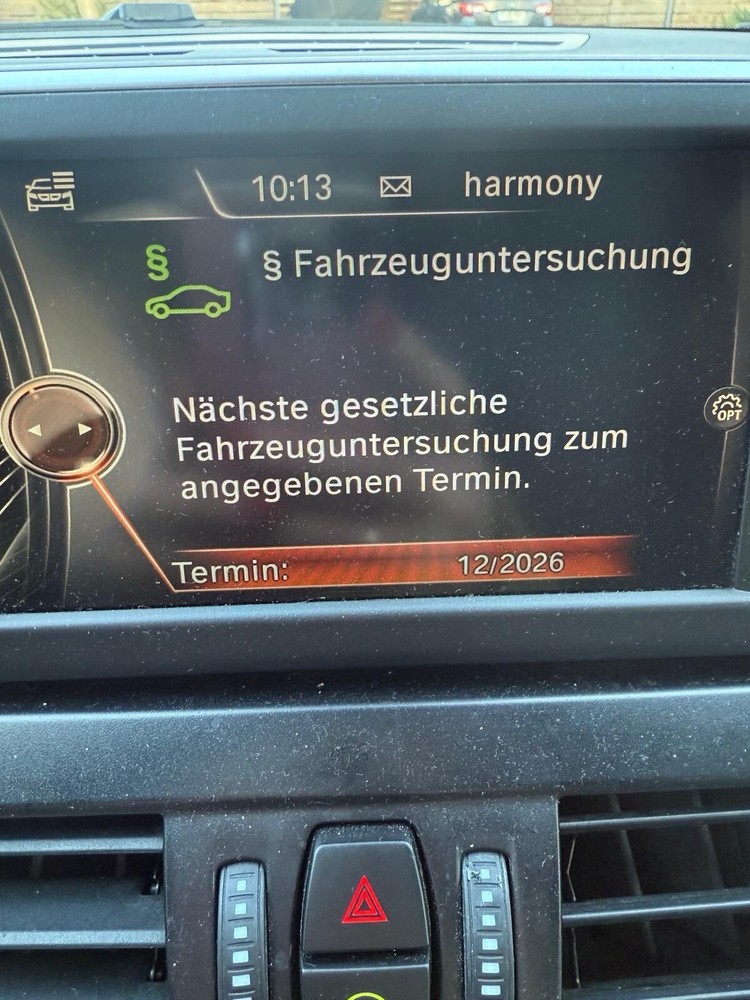 10:13 harmony
§ § Fahrzeuguntersuchung
Nächste gesetzliche
Fahrzeuguntersuchung zum
angegebenen Termin.
OPT
Termin: 12/2026